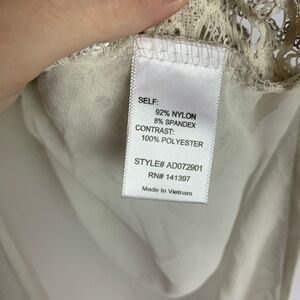 SELF:
92% NYLON
8% SPANDEX
CONTRAST:
100% POLYESTER
STYLE# AD072901
RN# 141397
Made In Vietnam